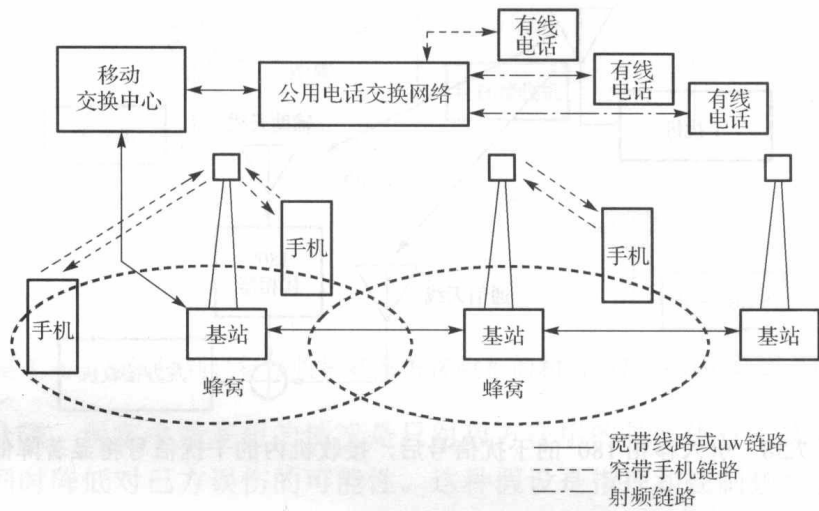 有线
电话
移动
交换中心
公用电话交换网络
有线
电话
有线
电话
手机
手机
手机
基站
基站
基站
蜂窝
蜂窝
宽带线路或uw链路
窄带手机链路
射频链路